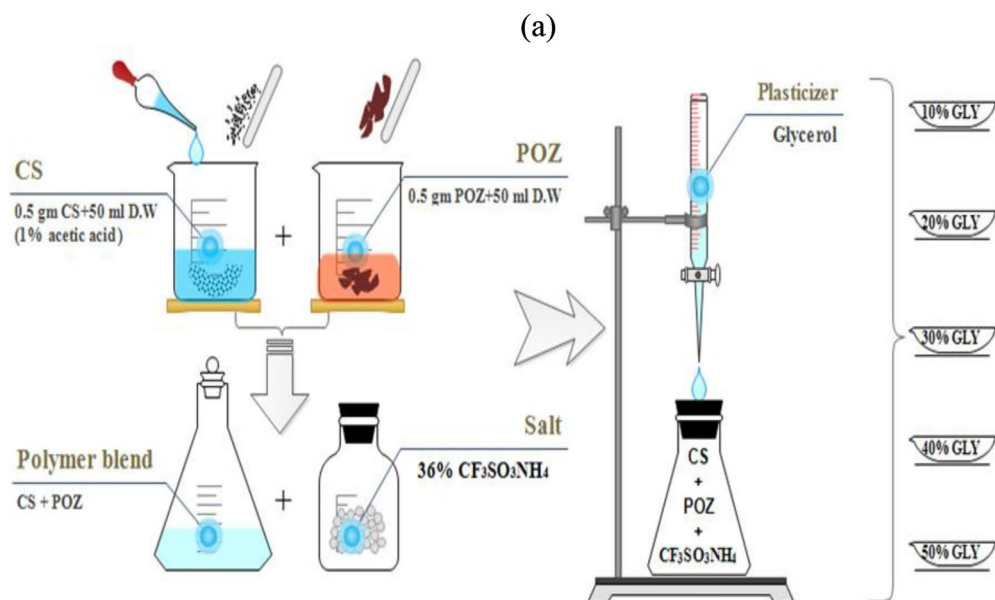 (a)
CS
0.5 gm CS+50 ml D.W
(1% acetic acid)
+
POZ
0.5 gm POZ+50 ml D.W
Polymer blend
CS + POZ
+
Salt
36% CF₃SO₃NH₄
Plasticizer
Glycerol
CS
+
POZ
+
CF₃SO₃NH₄
10% GLY
20% GLY
30% GLY
40% GLY
50% GLY